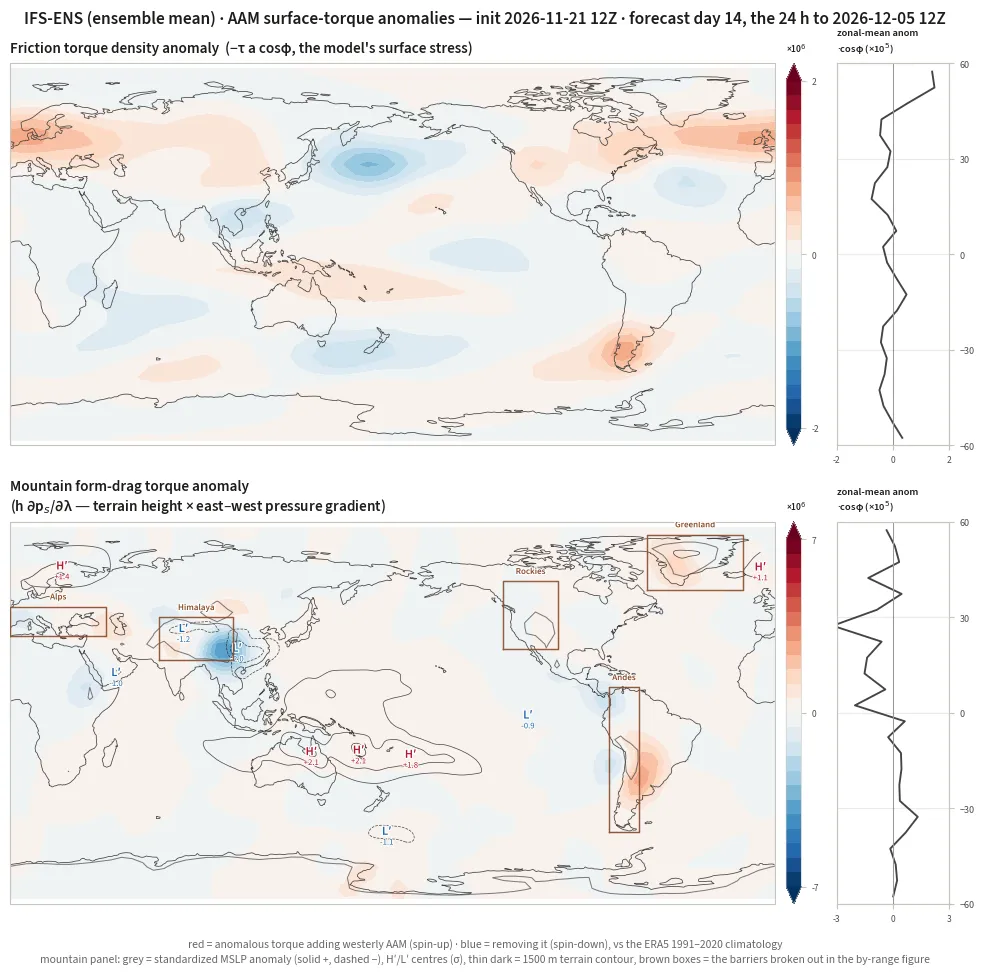 IFS-ENS (ensemble mean) · AAM surface-torque anomalies — init 2026-11-21 12Z · forecast day 14, the 24 h to 2026-12-05 12Z
Friction torque density anomaly (−τ a cosφ, the model's surface stress)
×10⁶
2
0
-2
zonal-mean anom
·cosφ (×10⁵)
60
30
0
−30
−60
-2
0
2
Mountain form-drag torque anomaly
(h ∂pₛ/∂λ — terrain height × east–west pressure gradient)
×10⁶
7
0
-7
zonal-mean anom
·cosφ (×10⁵)
60
30
0
−30
−60
-3
0
3
Greenland
H′
+1.1
Rockies
H′
Alps
Himalaya
L′
-1.2
L′
L′
-1.0
Andes
L′
-0.9
H′
+2.1
H′
H′
+1.8
L′
-1.1
red = anomalous torque adding westerly AAM (spin-up) · blue = removing it (spin-down), vs the ERA5 1991–2020 climatology
mountain panel: grey = standardized MSLP anomaly (solid +, dashed –), H′/L′ centres (σ), thin dark = 1500 m terrain contour, brown boxes = the barriers broken out in the by-range figure